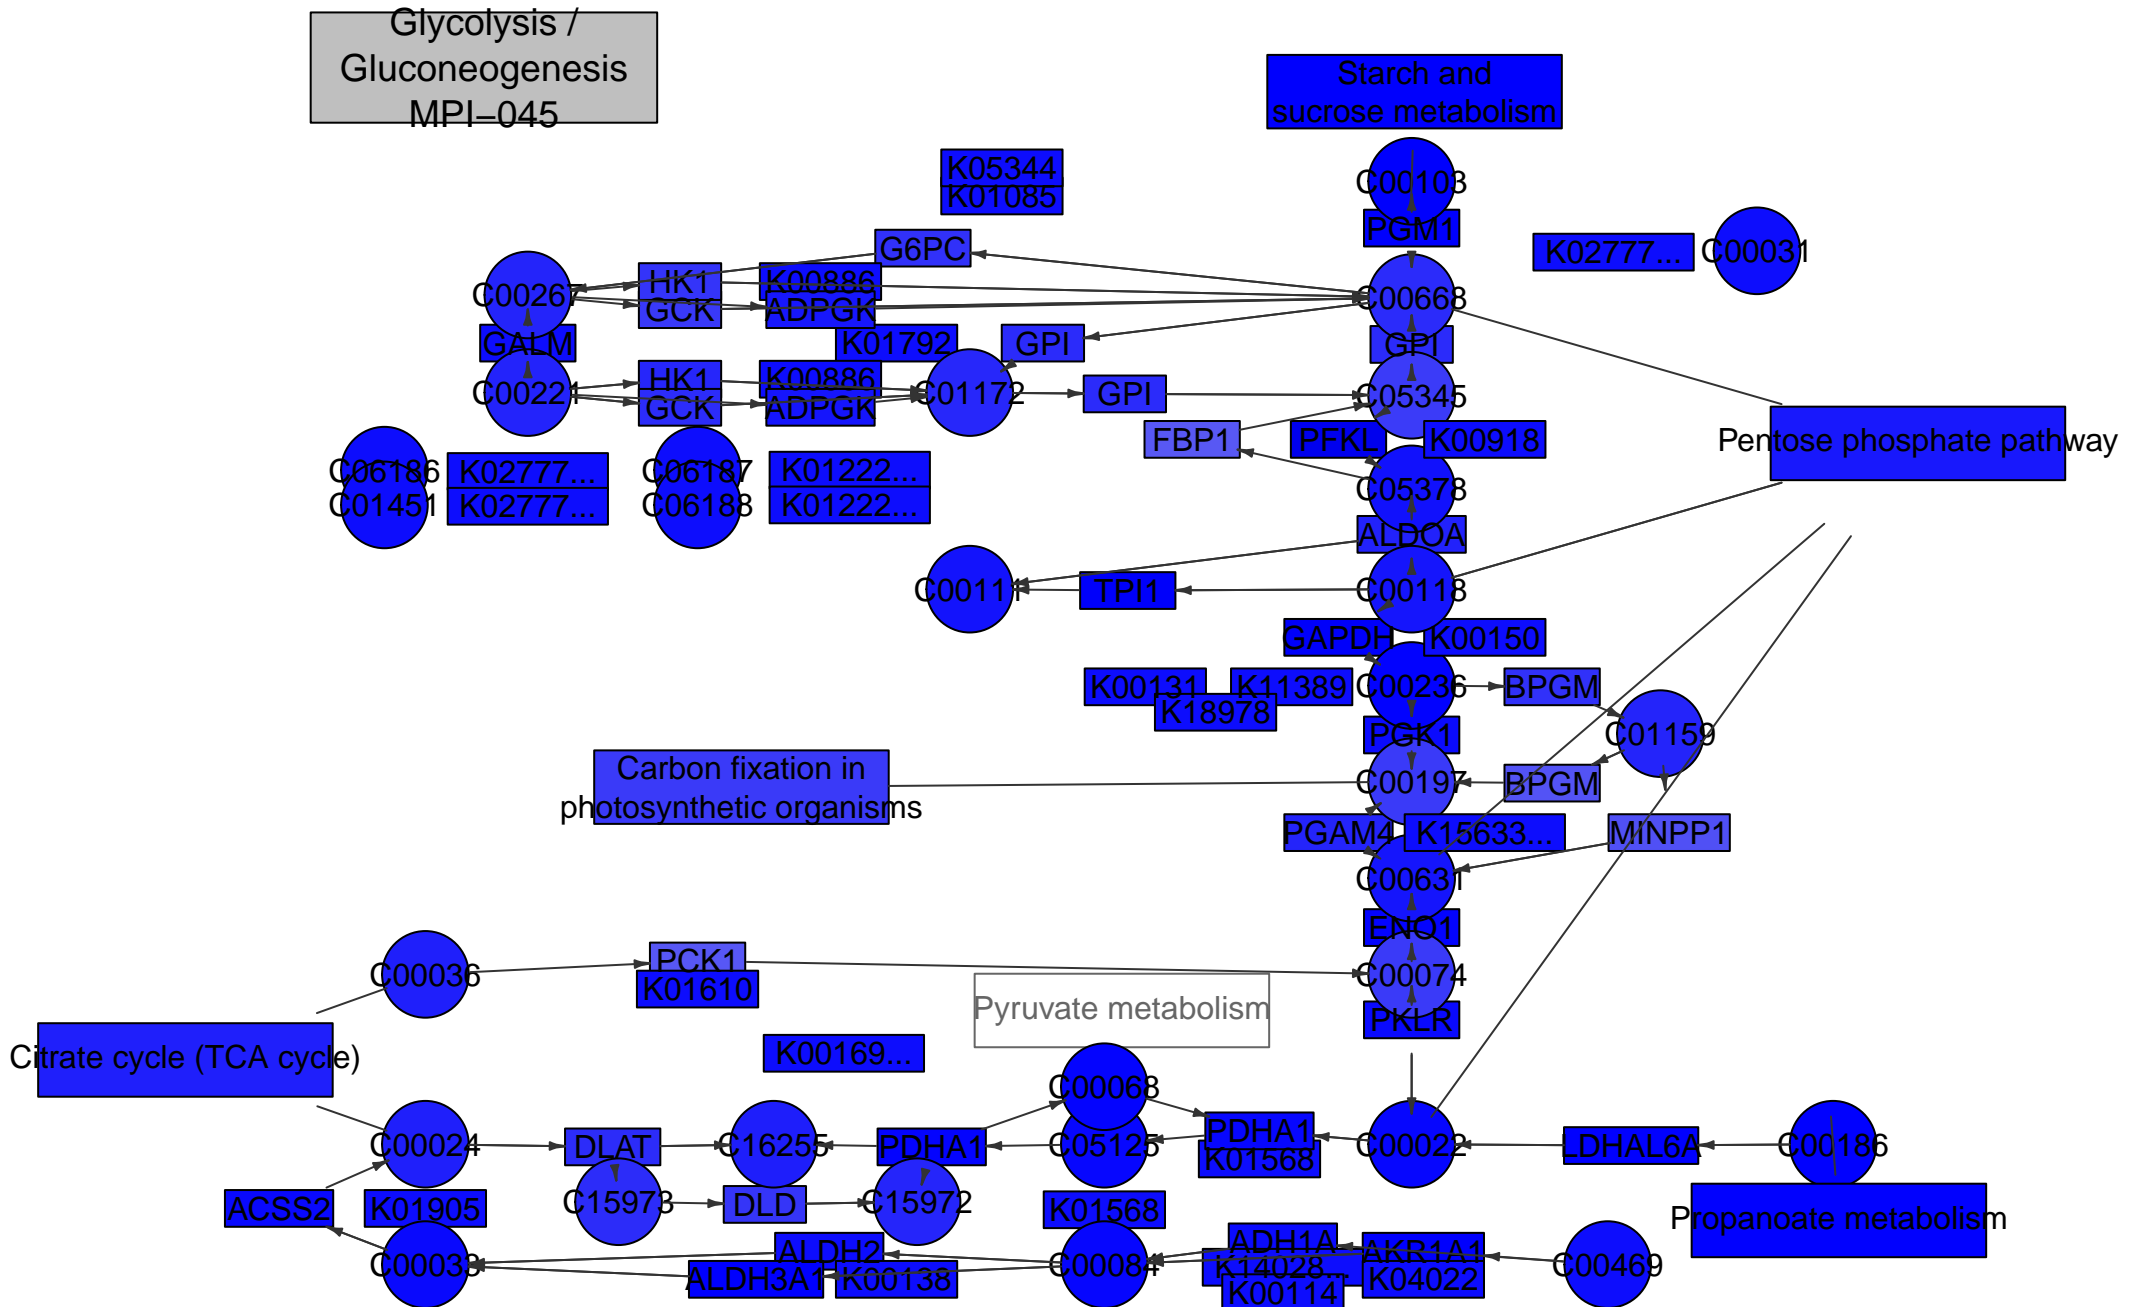 Glycolysis /
Gluconeogenesis
MPI−045
Starch and
sucrose metabolism
K05344
K01085
C00103
PGM1
K02777...
C00031
G6PC
C00267
HK1
K00886
GCK
ADPGK
C00668
GALM
K01792
GPI
GPI
C00221
HK1
K00886
GCK
ADPGK
C01172
GPI
C05345
FBP1
PFKL
K00918
Pentose phosphate pathway
C06186
K02777...
C06187
K01222...
C05378
C01451
K02777...
C06188
K01222...
ALDOA
C00111
TPI1
C00118
GAPDH
K00150
K00131
K11389
C00236
BPGM
K18978
PGK1
C01159
Carbon fixation in
photosynthetic organisms
C00197
BPGM
PGAM4
K15633...
MINPP1
C00631
ENO1
C00036
PCK1
K01610
C00074
Pyruvate metabolism
PKLR
Citrate cycle (TCA cycle)
K00169...
C00068
C00024
DLAT
C16255
PDHA1
C05125
PDHA1
K01568
C00022
LDHAL6A
C00186
ACSS2
K01905
C15973
DLD
C15972
K01568
Propanoate metabolism
C00033
ALDH2
ALDH3A1
K00138
C00084
ADH1A
K14028...
K00114
AKR1A1
K04022
C00469